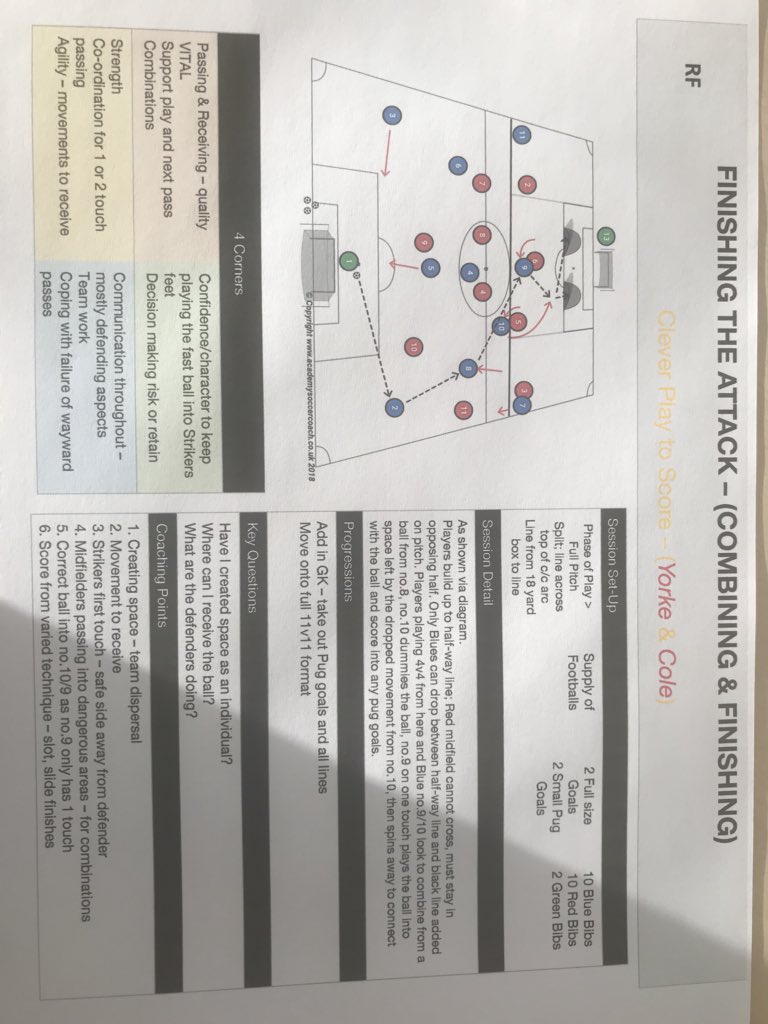 RF
FINISHING THE ATTACK – (COMBINING & FINISHING)
Clever Play to Score – (Yorke & Cole)
13
11
2
6
9
5
10
3
7
6
7
8
4
4
8
11
3
9
5
10
2
1
© Copyright www.academysoccercoach.co.uk 2018
4 Corners
Passing & Receiving – quality
VITAL
Support play and next pass
Combinations
Confidence/character to keep
playing the fast ball into Strikers
feet
Decision making risk or retain
Strength
Co-ordination for 1 or 2 touch
passing
Agility – movements to receive
Communication throughout –
mostly defending aspects
Team work
Coping with failure of wayward
passes
Session Set-Up
Phase of Play >
Full Pitch
Split; line across
top of c/o arc
Line from 18 yard
box to line
Supply of
Footballs
2 Full size
Goals
2 Small Pug
Goals
10 Blue Bibs
10 Red Bibs
2 Green Bibs
Session Detail
As shown via diagram.
Players build up to half-way line; Red midfield cannot cross, must stay in
opposing half. Only Blues can drop between half-way line and black line added
on pitch. Players playing 4v4 from here and Blue no.9/10 look to combine from a
ball from no.8, no.10 dummies the ball, no.9 on one touch plays the ball into
space left by the dropped movement from no.10, then spins away to connect
with the ball and score into any pug goals.
Progressions
Add in GK – take out Pug goals and all lines
Move onto full 11v11 format
Key Questions
Have I created space as an individual?
Where can I receive the ball?
What are the defenders doing?
Coaching Points
1. Creating space – team dispersal
2. Movement to receive
3. Strikers first touch – safe side away from defender
4. Midfielders passing into dangerous areas – for combinations
5. Correct ball into no.10/9 as no.9 only has 1 touch
6. Score from varied technique – slot, slide finishes